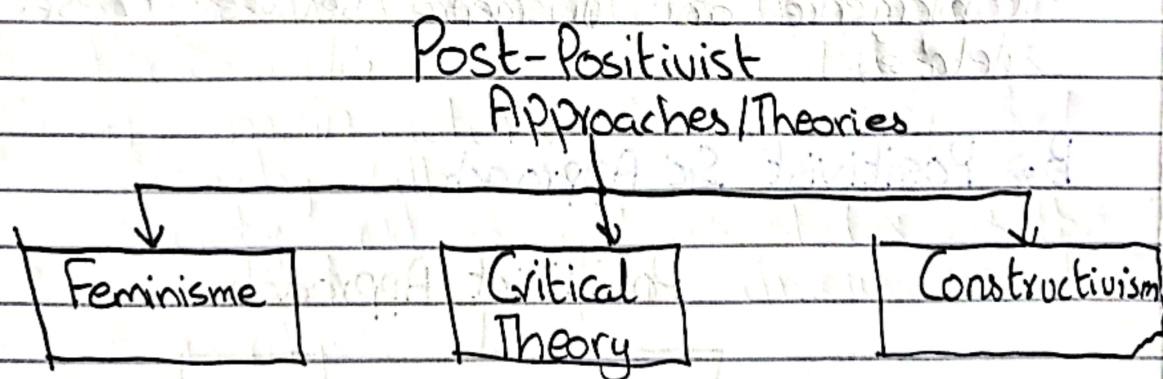 Post-Positivist
Approaches/Theories
Feminisme
Critical
Theory
Constructivism